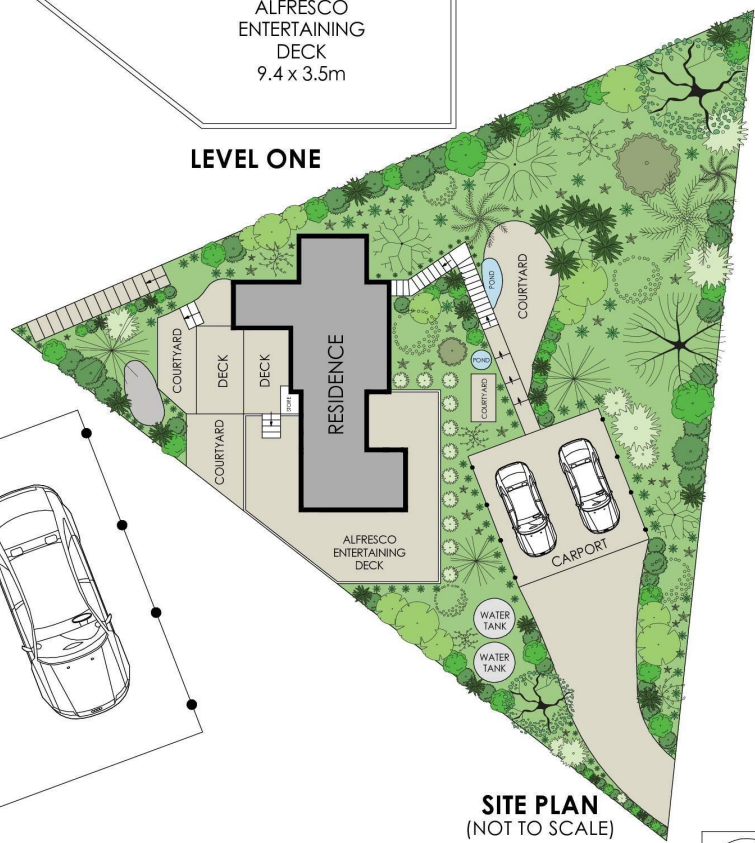 ALFRESCO
ENTERTAINING
DECK
9.4 x 3.5m
LEVEL ONE
POND
COURTYARD
COURTYARD
DECK
DECK
STORE
RESIDENCE
POND
COURTYARD
COURTYARD
ALFRESCO
ENTERTAINING
DECK
CARPORT
WATER
TANK
WATER
TANK
SITE PLAN
(NOT TO SCALE)